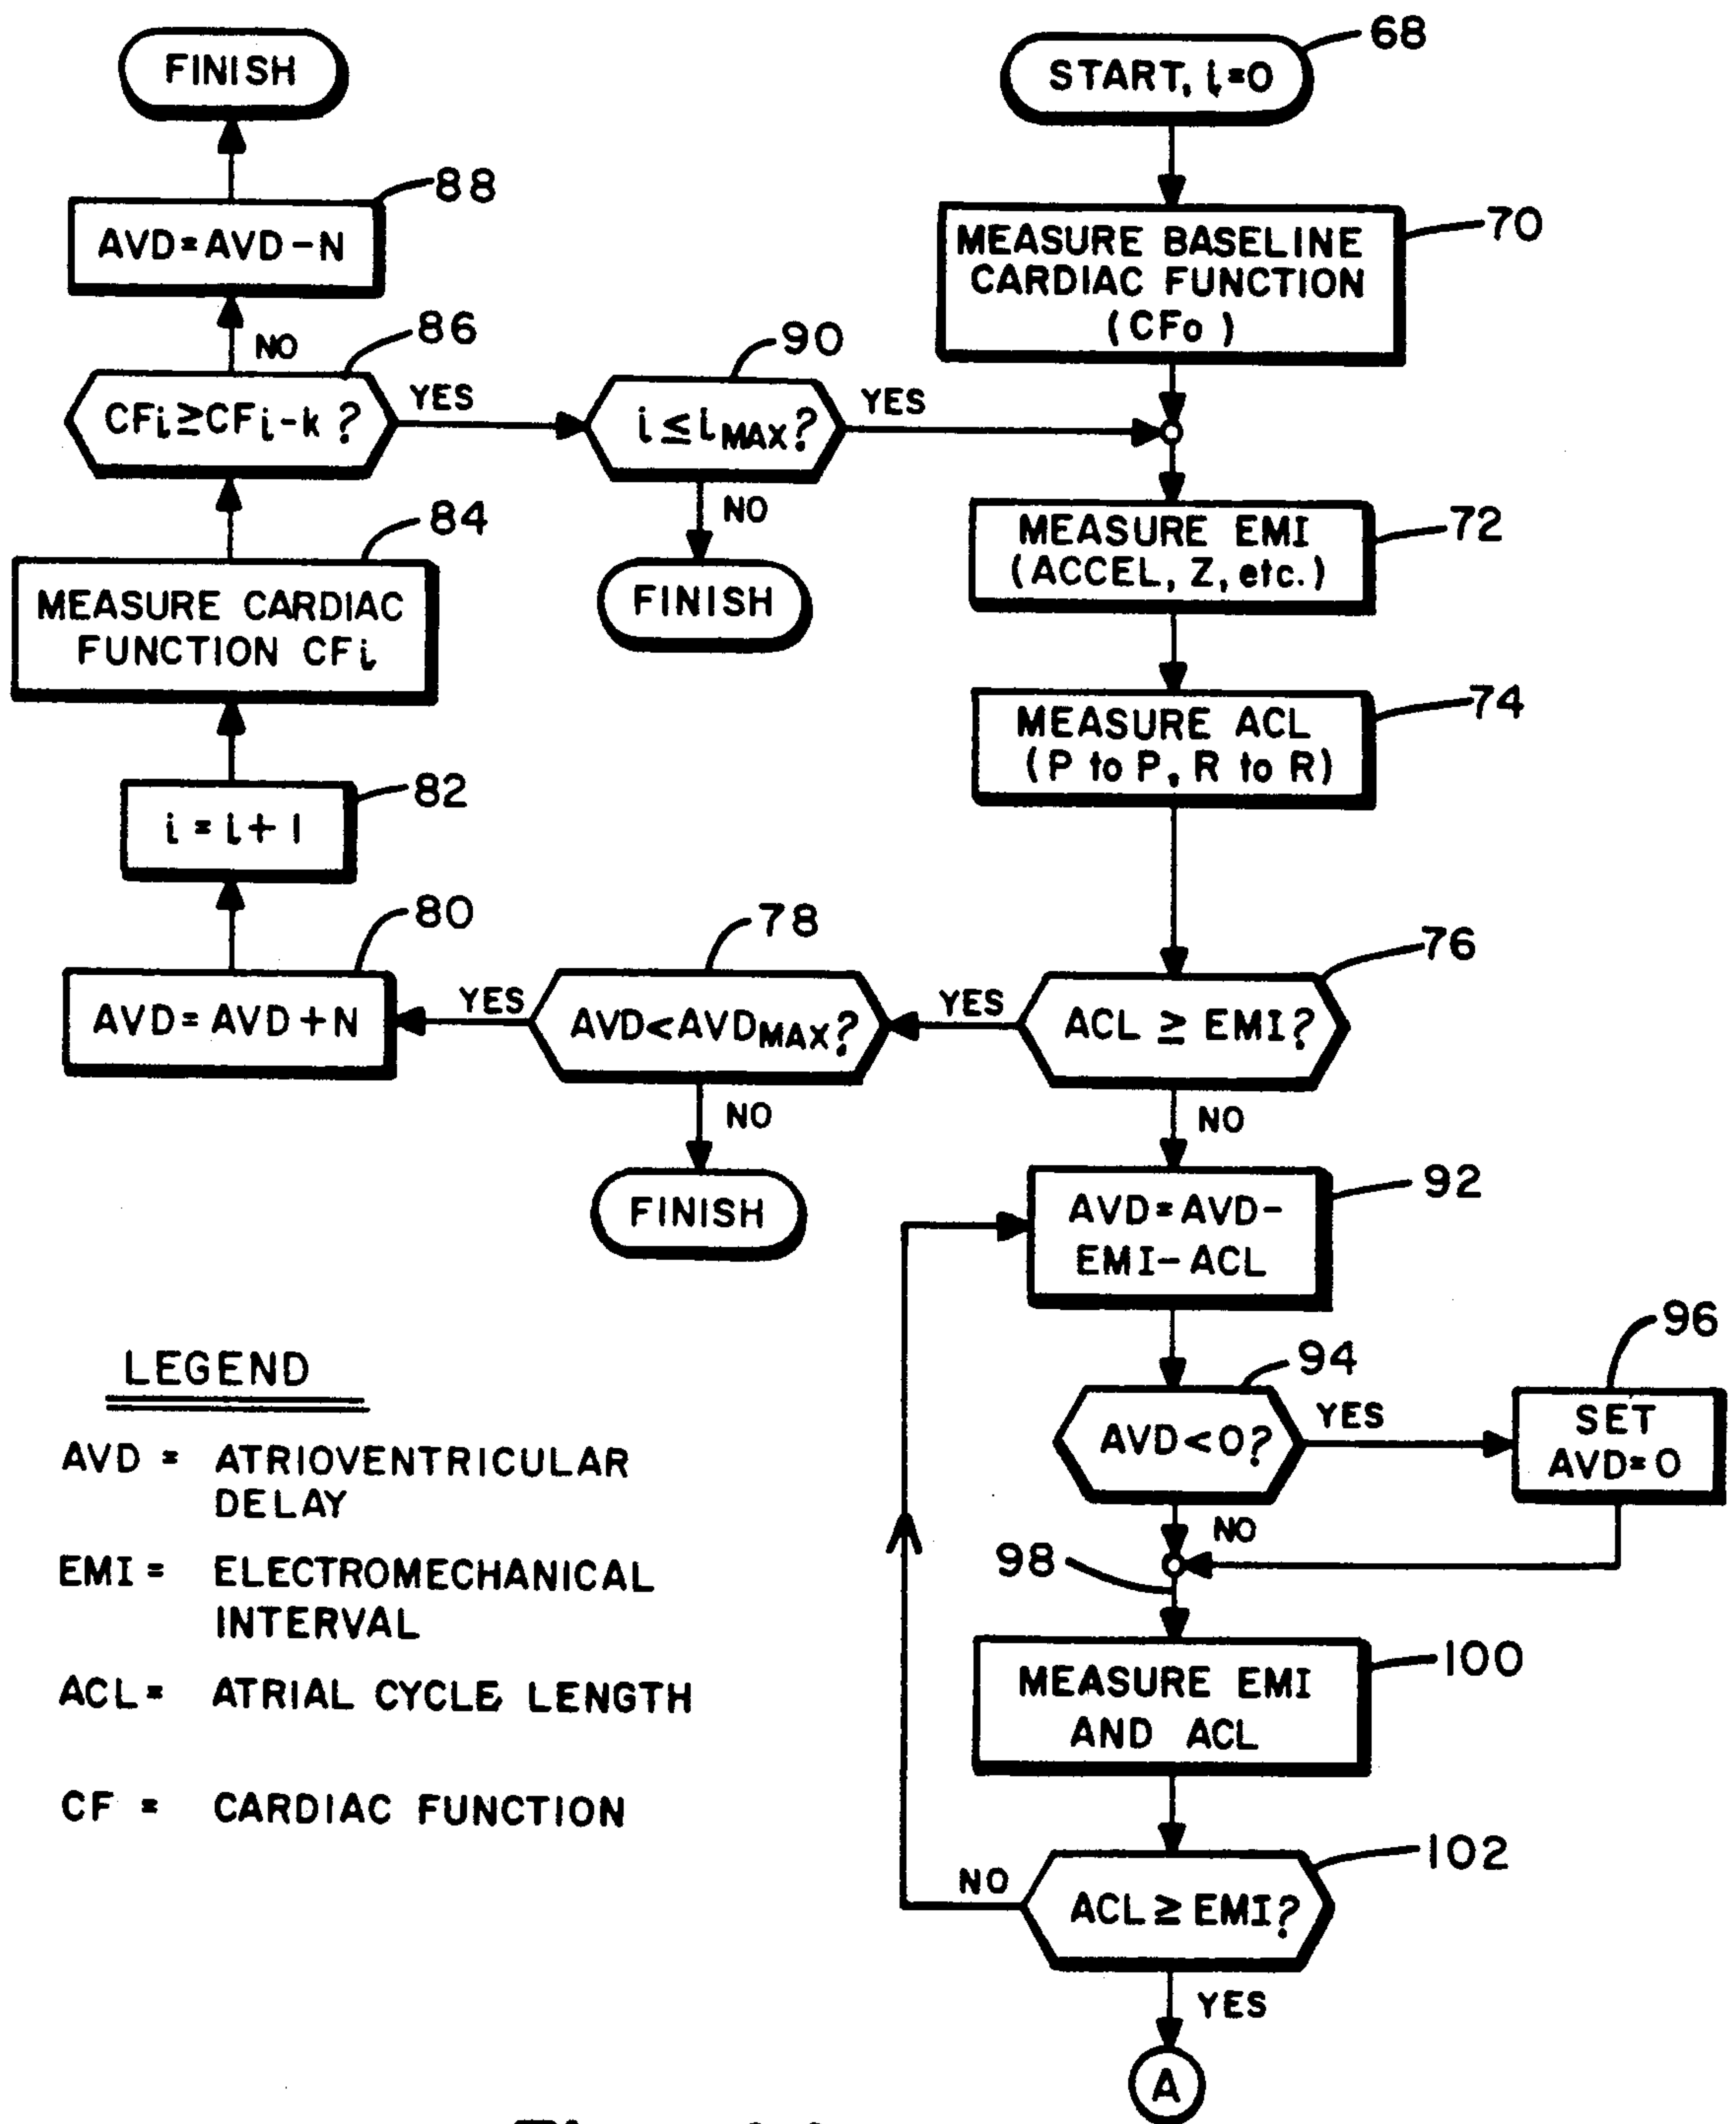 FINISH
START, i=0
68
88
AVD=AVD-N
MEASURE BASELINE
CARDIAC FUNCTION
(CFo)
70
NO
86
CFi≥CFi-k?
YES
90
i≤iMAX?
YES
NO
FINISH
MEASURE EMI
(ACCEL, Z, etc.)
72
84
MEASURE CARDIAC
FUNCTION CFi
MEASURE ACL
(P to P, R to R)
74
82
i=i+1
80
AVD=AVD+N
YES
78
AVD<AVDMAX?
YES
76
ACL≥EMI?
NO
FINISH
NO
AVD=AVD-
EMI-ACL
92
94
AVD<0?
YES
96
SET
AVD=0
NO
98
MEASURE EMI
AND ACL
100
102
ACL≥EMI?
NO
YES
A
LEGEND
AVD = ATRIOVENTRICULAR
DELAY
EMI = ELECTROMECHANICAL
INTERVAL
ACL = ATRIAL CYCLE LENGTH
CF = CARDIAC FUNCTION